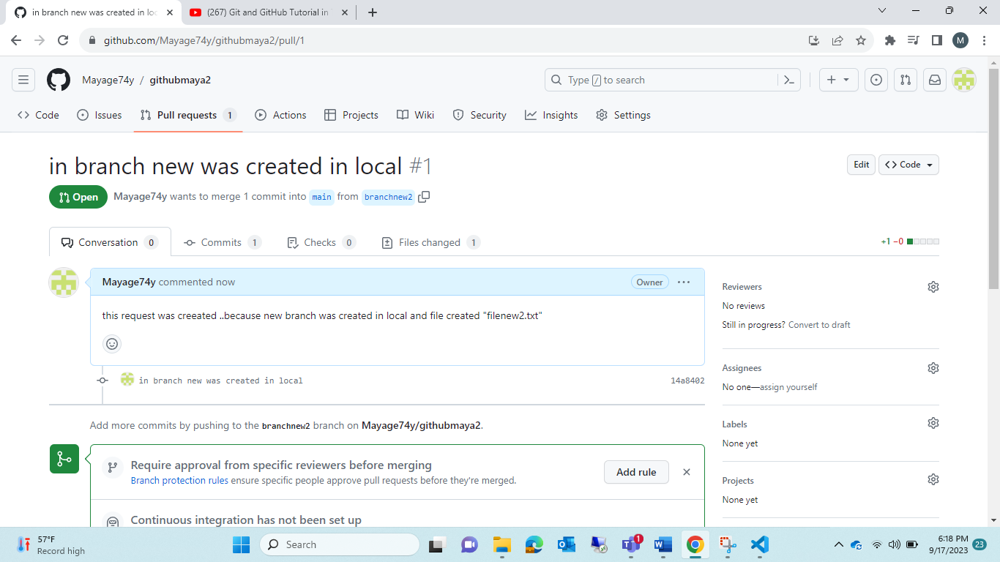 in branch new was created in loc
(267) Git and GitHub Tutorial in
github.com/Mayage74y/githubmaya2/pull/1
M
Mayage74y / githubmaya2
Type / to search
Code
Issues
Pull requests 1
Actions
Projects
Wiki
Security
Insights
Settings
in branch new was created in local #1
Edit
Code
Open
Mayage74y wants to merge 1 commit into main from branchnew2
Conversation 0
Commits 1
Checks 0
Files changed 1
+1 −0
Mayage74y commented now
Owner
this request was creeated ..because new branch was created in local and file created "filenew2.txt"
in branch new was created in local
14a8402
Add more commits by pushing to the branchnew2 branch on Mayage74y/githubmaya2.
Require approval from specific reviewers before merging
Branch protection rules ensure specific people approve pull requests before they're merged.
Add rule
Continuous integration has not been set up
Reviewers
No reviews
Still in progress? Convert to draft
Assignees
No one—assign yourself
Labels
None yet
Projects
None yet
57°F
Record high
Search
1
6:18 PM
9/17/2023
23